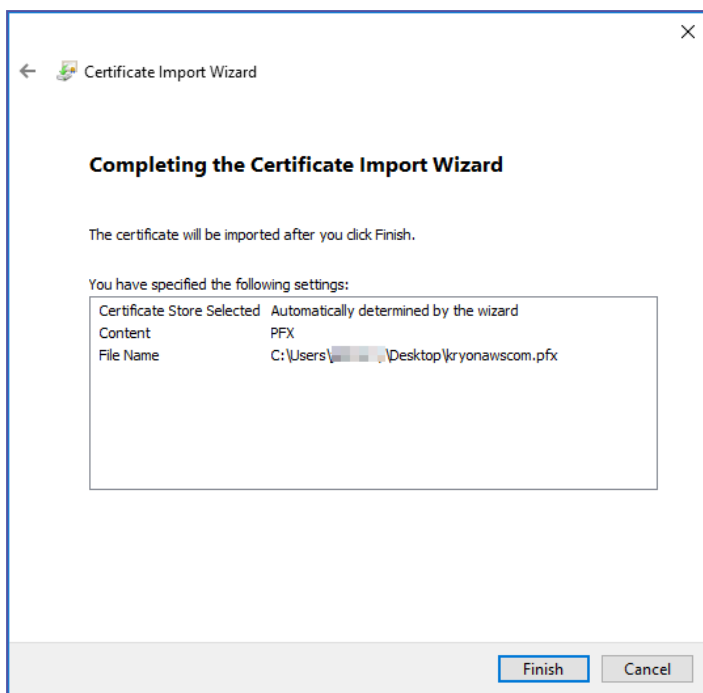 Certificate Import Wizard
Completing the Certificate Import Wizard
The certificate will be imported after you click Finish.
You have specified the following settings:
Certificate Store Selected Automatically determined by the wizard
Content PFX
File Name C:\Users\ \Desktop\kryonawscom.pfx
Finish Cancel